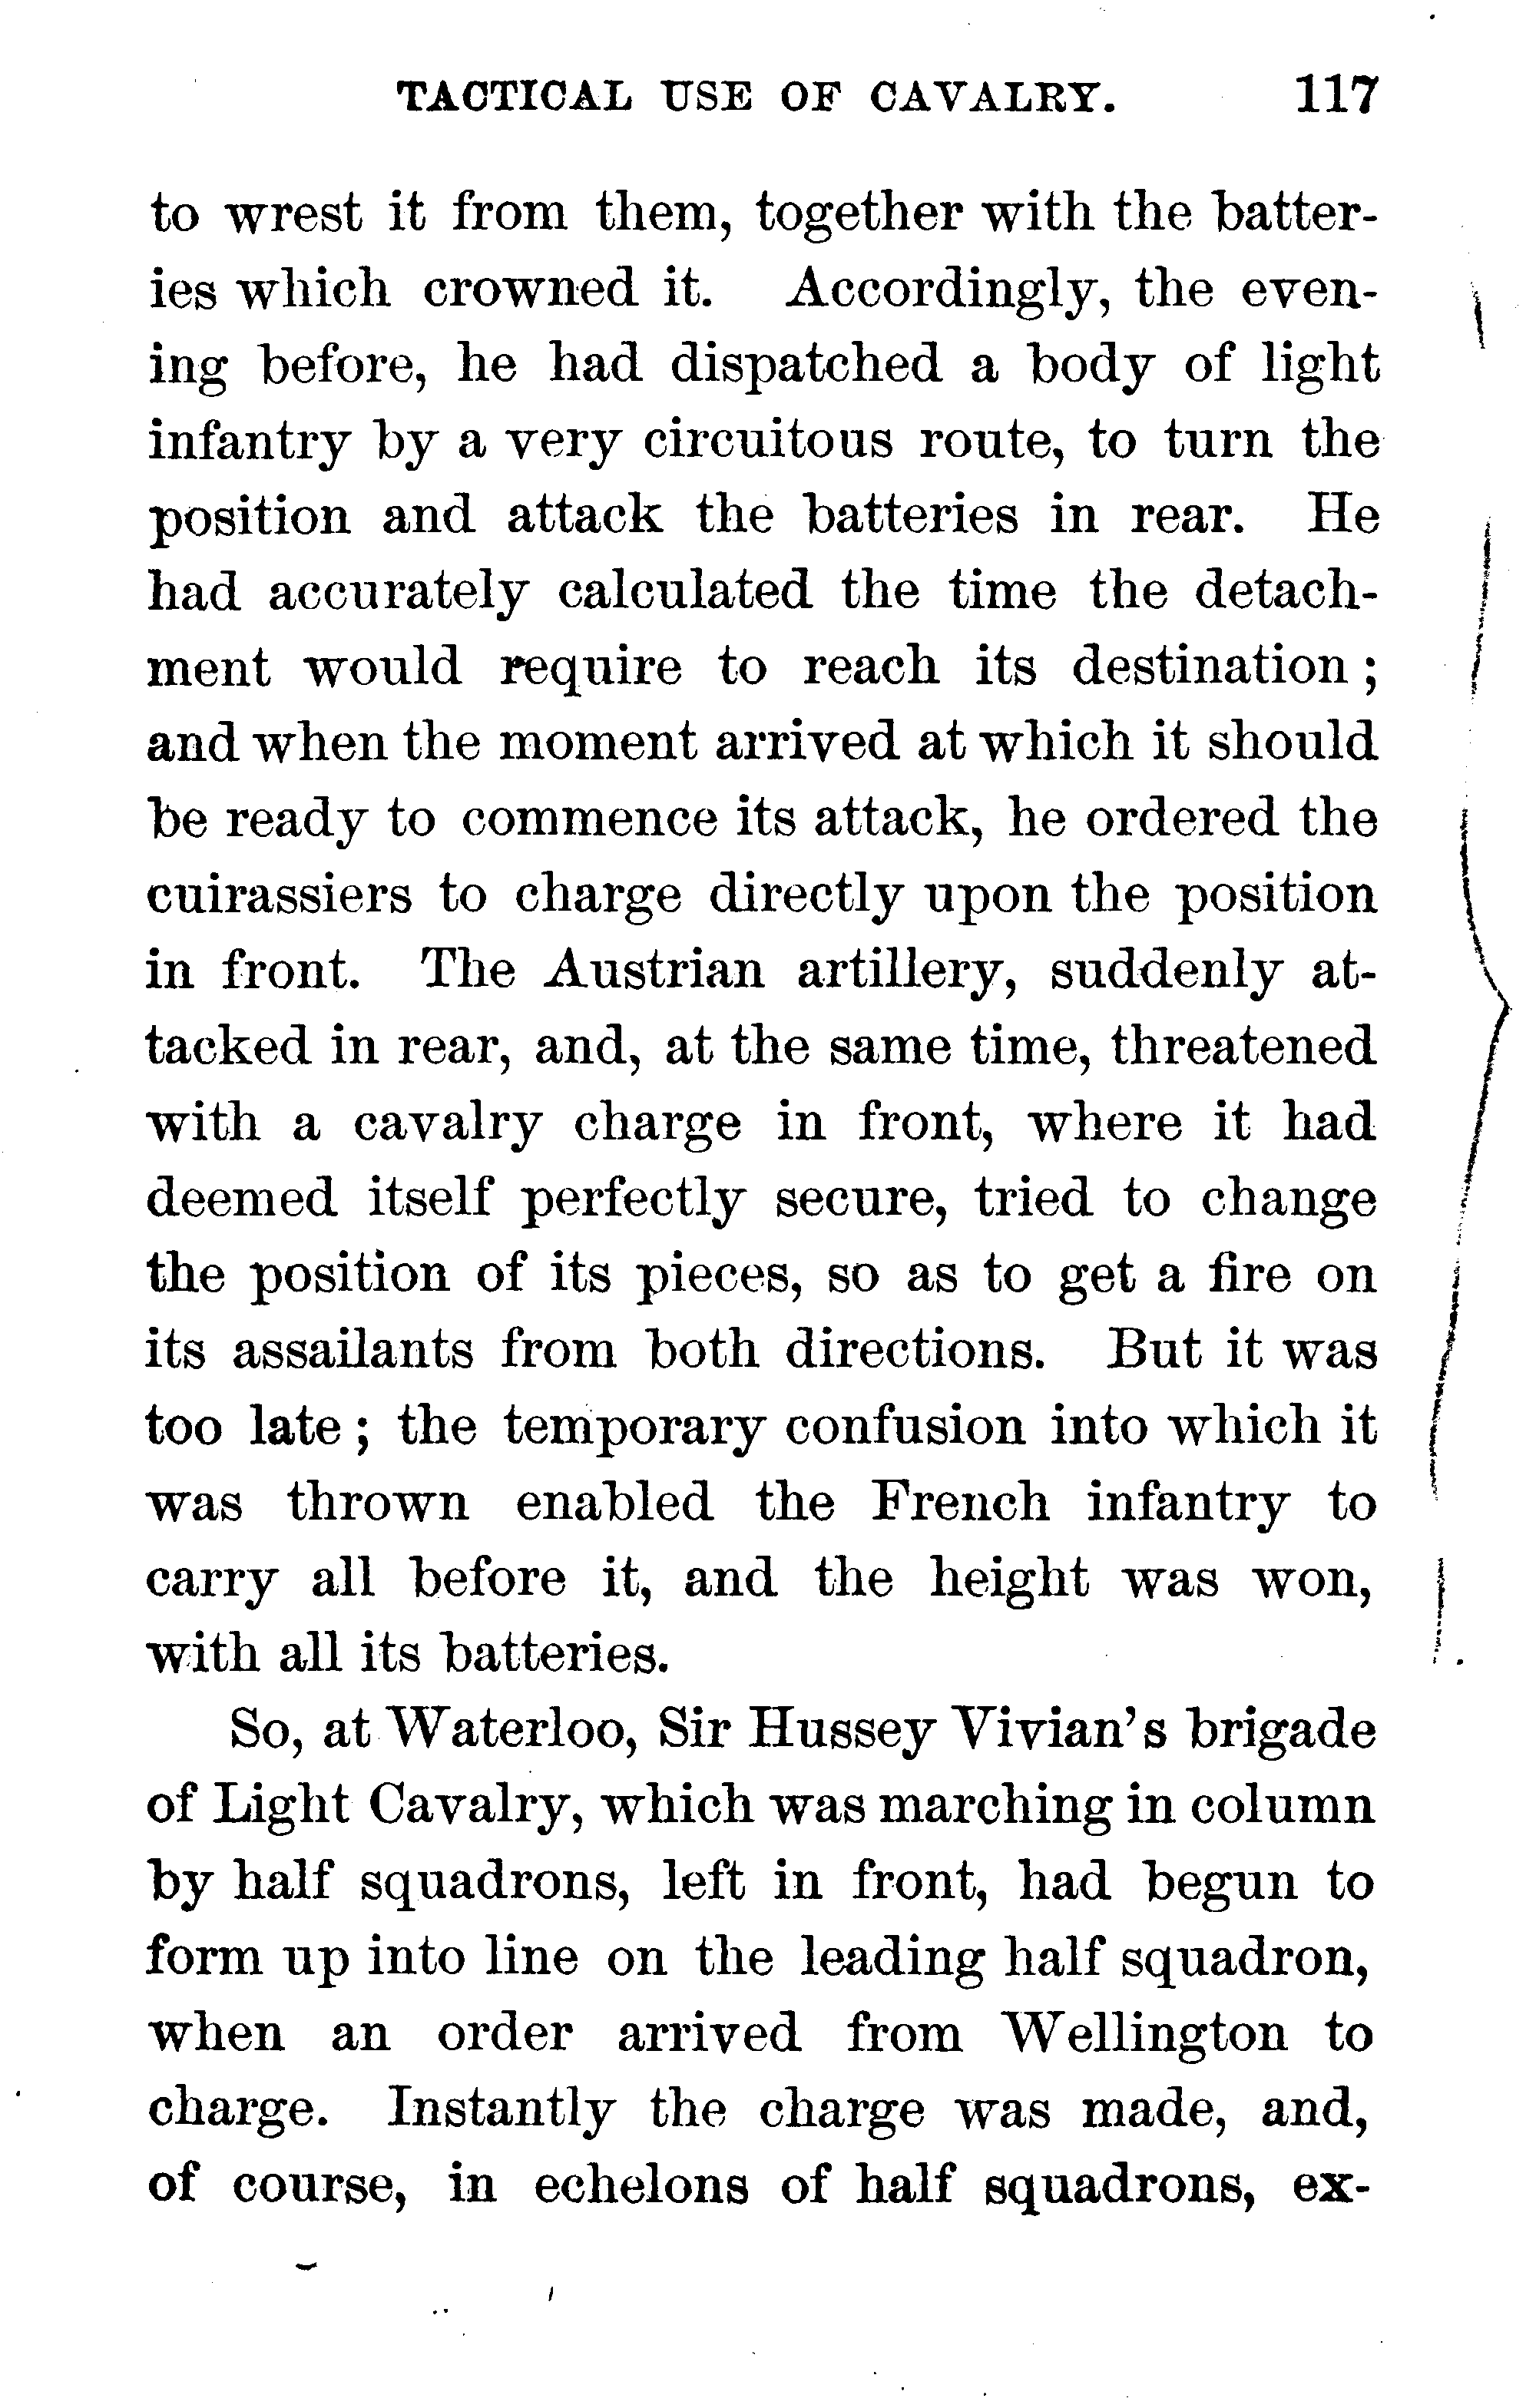 TACTICAL USE OF CAVALRY. 117
to wrest it from them, together with the batter-
ies which crowned it. Accordingly, the even-
ing before, he had dispatched a body of light
infantry by a very circuitous route, to turn the
position and attack the batteries in rear. He
had accurately calculated the time the detach-
ment would require to reach its destination ;
and when the moment arrived at which it should
be ready to commence its attack, he ordered the
cuirassiers to charge directly upon the position
in front. The Austrian artillery, suddenly at-
tacked in rear, and, at the same time, threatened
with a cavalry charge in front, where it had
deemed itself perfectly secure, tried to change
the position of its pieces, so as to get a fire on
its assailants from both directions. But it was
too late ; the temporary confusion into which it
was thrown enabled the French infantry to
carry all before it, and the height was won,
with all its batteries.
So, at Waterloo, Sir Hussey Vivian's brigade
of Light Cavalry, which was marching in column
by half squadrons, left in front, had begun to
form up into line on the leading half squadron,
when an order arrived from Wellington to
charge. Instantly the charge was made, and,
of course, in echelons of half squadrons, ex-